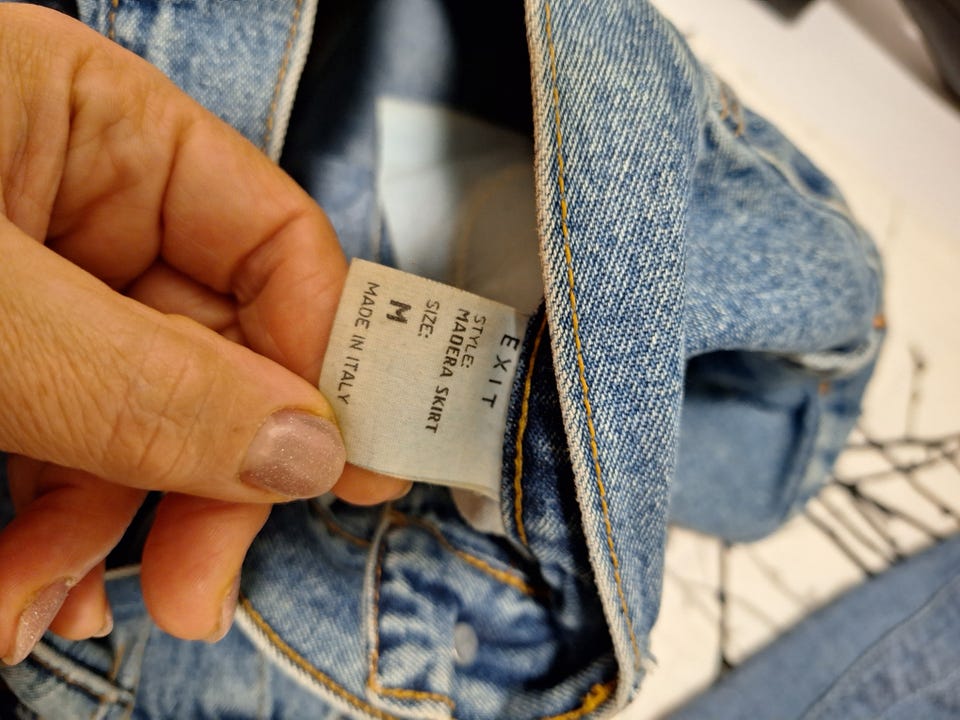 EXIT
STYLE:
MADERA SKIRT
SIZE:
M
MADE IN ITALY